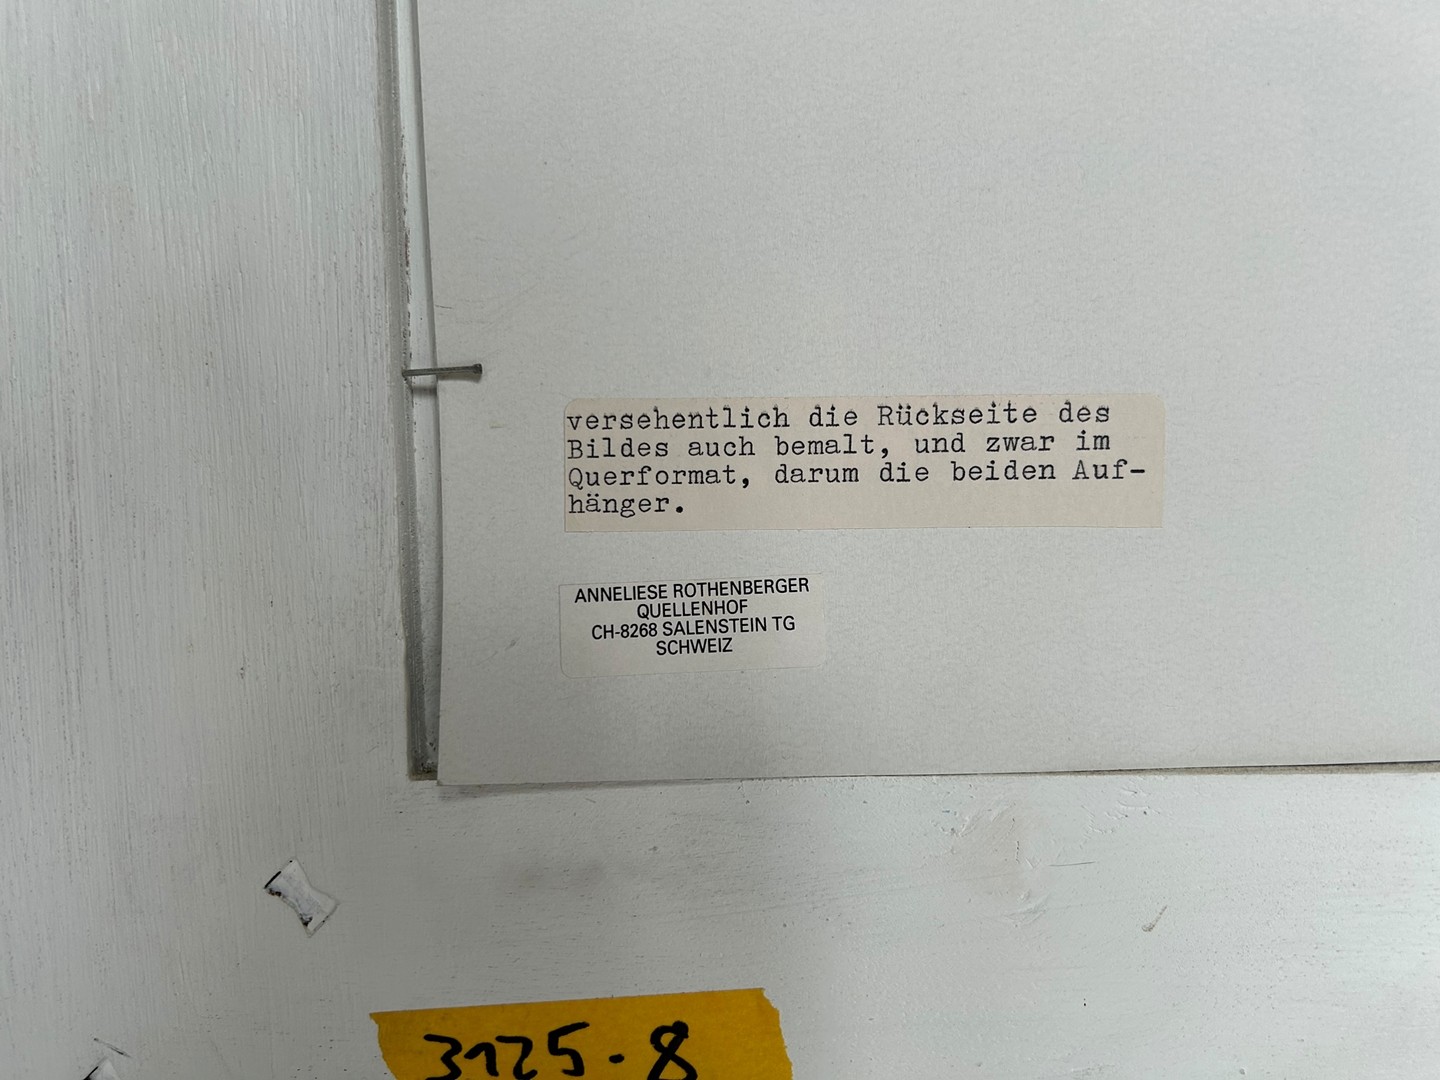 versehentlich die Rückseite des
Bildes auch bemalt, und zwar im
Querformat, darum die beiden Auf-
hänger.
ANNELIESE ROTHENBERGER
QUELLENHOF
CH-8268 SALENSTEIN TG
SCHWEIZ
3125-8